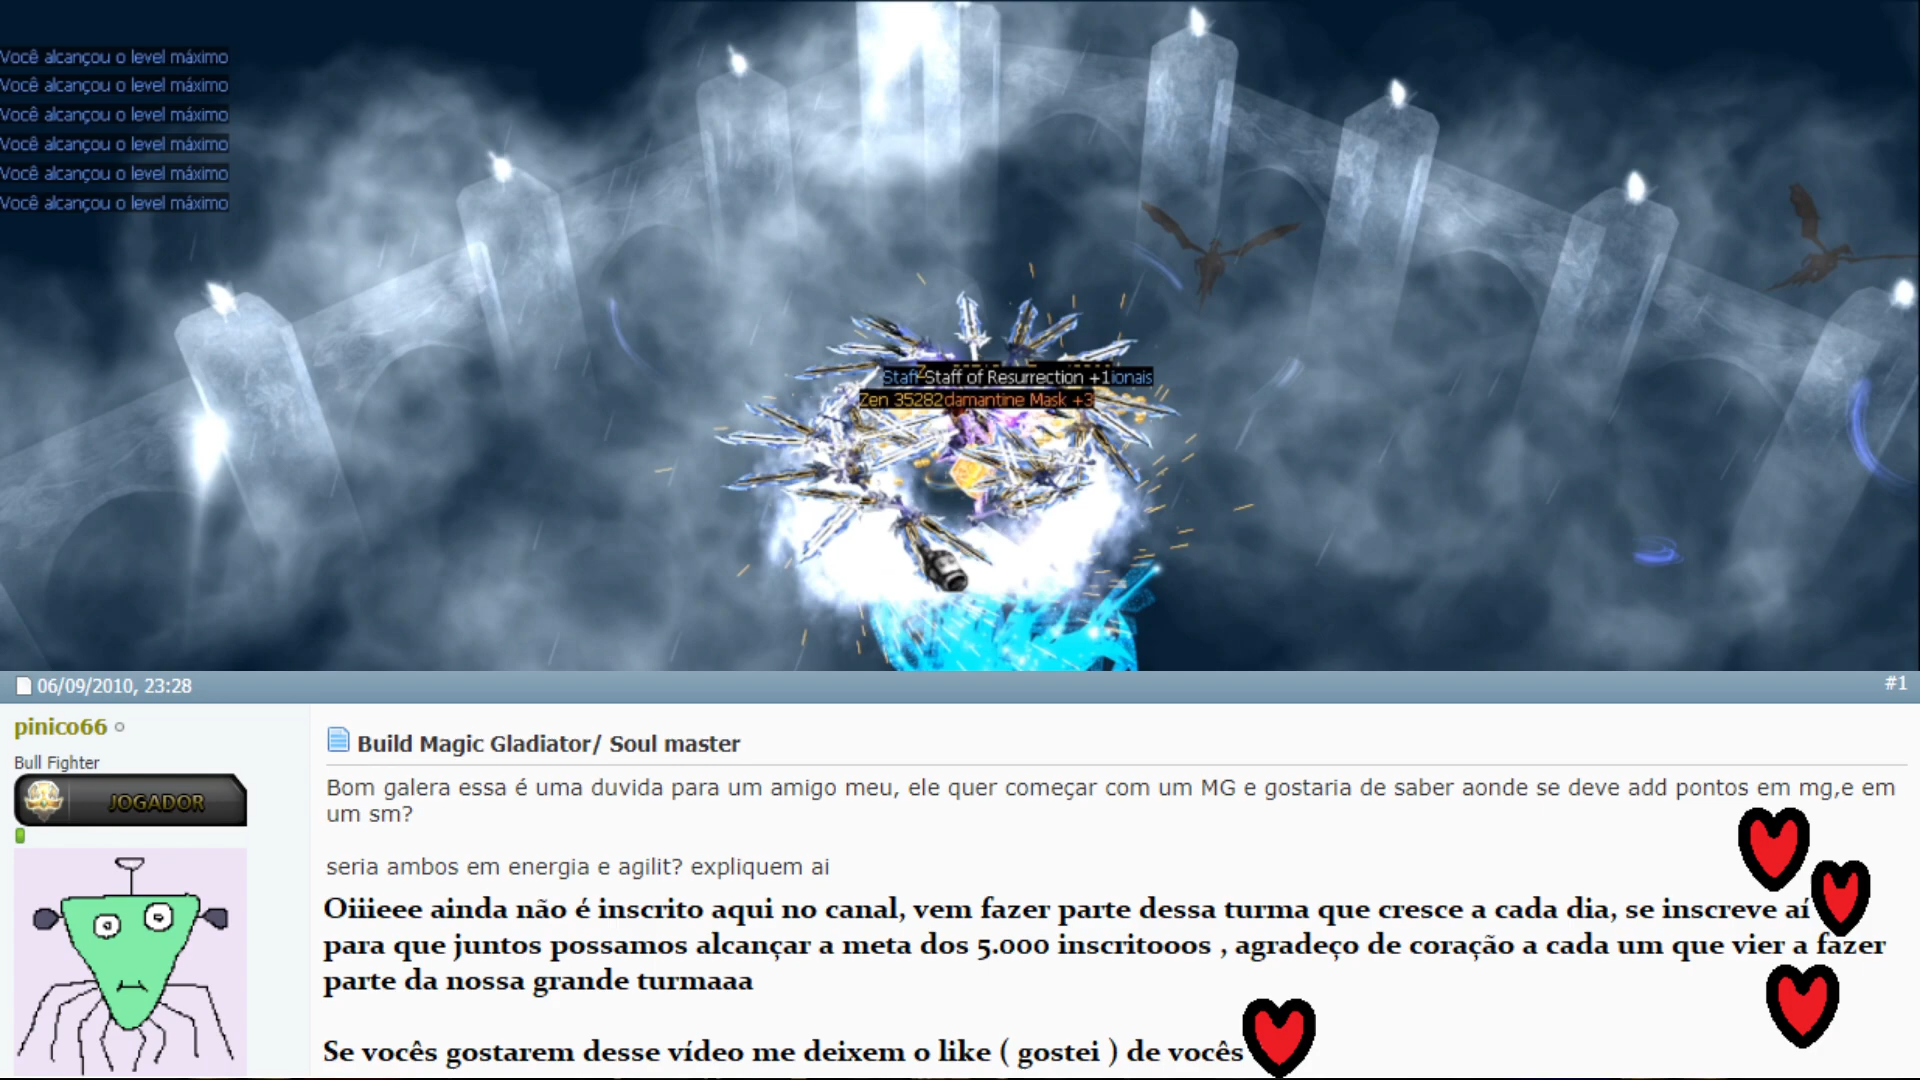 Você alcançou o level máximo
Você alcançou o level máximo
Você alcançou o level máximo
Você alcançou o level máximo
Você alcançou o level máximo
Você alcançou o level máximo
Staff Staff of Resurrection +1ionais
Zen 35282damantine Mask +3
06/09/2010, 23:28
#1
pinico66
Bull Fighter
JOGADOR
Build Magic Gladiator/ Soul master
Bom galera essa é uma duvida para um amigo meu, ele quer começar com um MG e gostaria de saber aonde se deve add pontos em mg,e em
um sm?
seria ambos em energia e agilit? expliquem ai
Oiiieee ainda não é inscrito aqui no canal, vem fazer parte dessa turma que cresce a cada dia, se inscreve aí
para que juntos possamos alcançar a meta dos 5.000 inscritooos , agradeço de coração a cada um que vier a fazer
parte da nossa grande turmaaa
Se vocês gostarem desse vídeo me deixem o like ( gostei ) de vocês